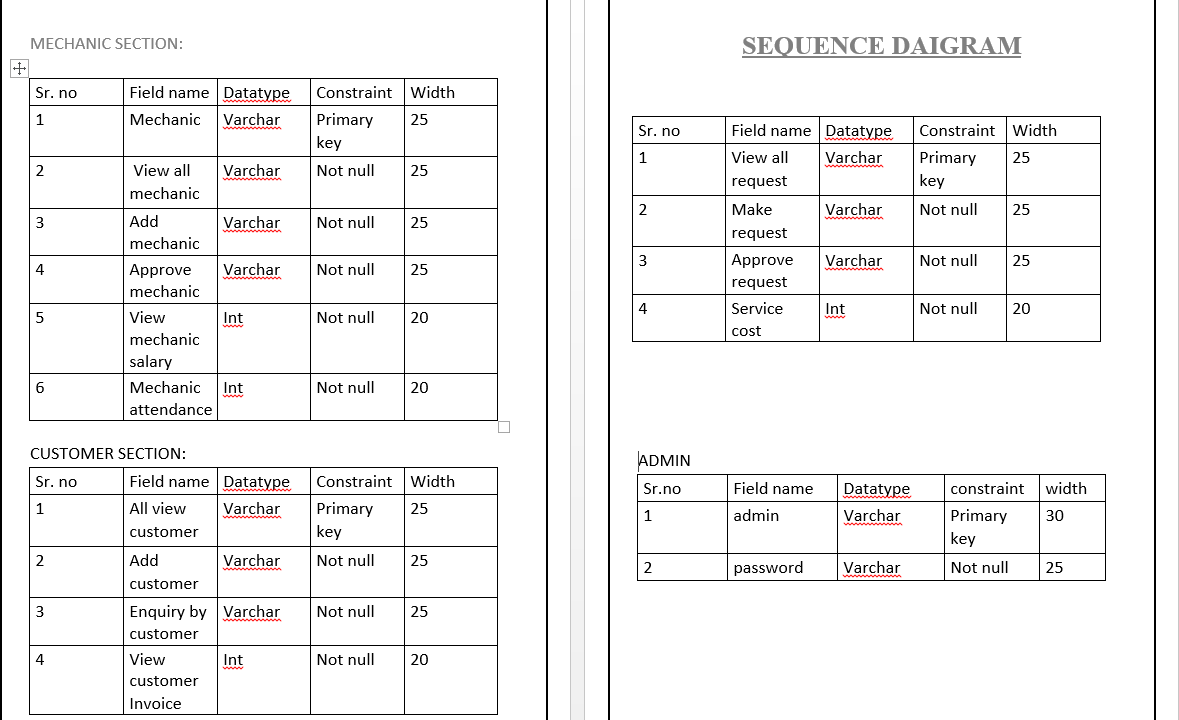 MECHANIC SECTION:
Sr. no Field name Datatype Constraint Width
1 Mechanic Varchar Primary 25
key
2 View all Varchar Not null 25
mechanic
3 Add Varchar Not null 25
mechanic
4 Approve Varchar Not null 25
mechanic
5 View Int Not null 20
mechanic
salary
6 Mechanic Int Not null 20
attendance
CUSTOMER SECTION:
Sr. no Field name Datatype Constraint Width
1 All view Varchar Primary 25
customer key
2 Add Varchar Not null 25
customer
3 Enquiry by Varchar Not null 25
customer
4 View Int Not null 20
customer
Invoice
SEQUENCE DAIGRAM
Sr. no Field name Datatype Constraint Width
1 View all Varchar Primary 25
request key
2 Make Varchar Not null 25
request
3 Approve Varchar Not null 25
request
4 Service Int Not null 20
cost
ADMIN
Sr.no Field name Datatype constraint width
1 admin Varchar Primary 30
key
2 password Varchar Not null 25